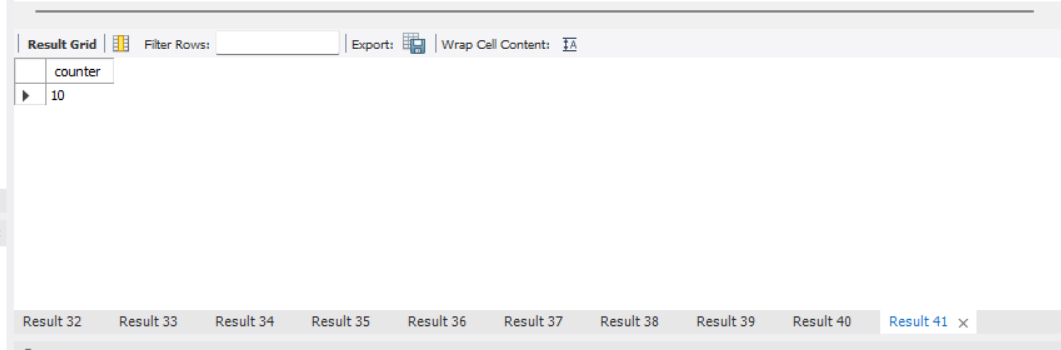 Result Grid Filter Rows: Export: Wrap Cell Content: IA
counter
10
Result 32 Result 33 Result 34 Result 35 Result 36 Result 37 Result 38 Result 39 Result 40 Result 41 ×